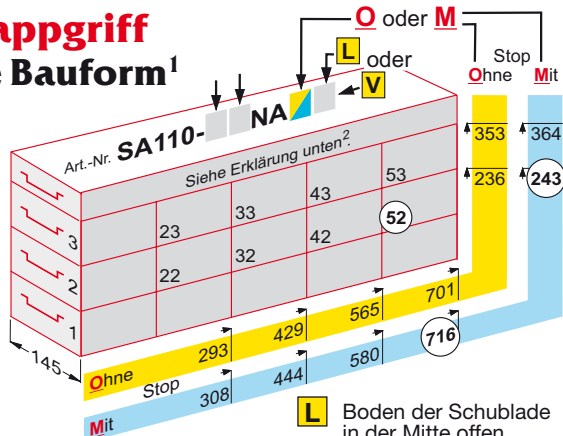 appgriff
e Bauform¹
O oder M
L oder
V
Stop
Ohne Mit
Art.-Nr. SA110- NA
Siehe Erklärung unten².
353 364
236 243
23 33 43 53
22 32 42 52
3
2
1
145
Ohne 293 429 565 701
Stop
Mit 308 444 580 716
L Boden der Schublade
in der Mitte offen